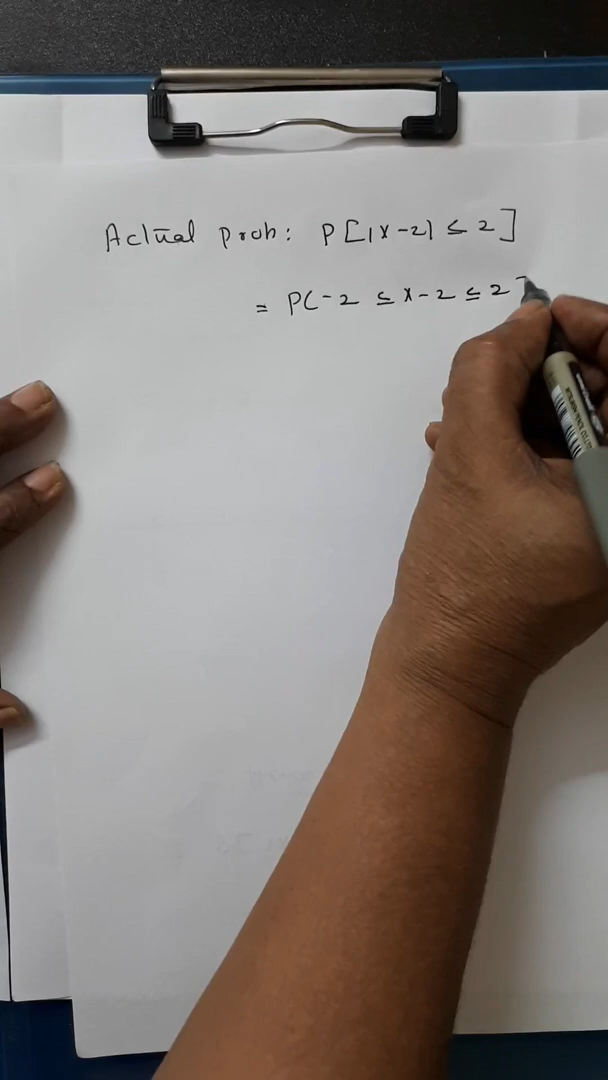 Actual prob: P[|X-2| ≤ 2]
= P(-2 ≤ X-2 ≤ 2]